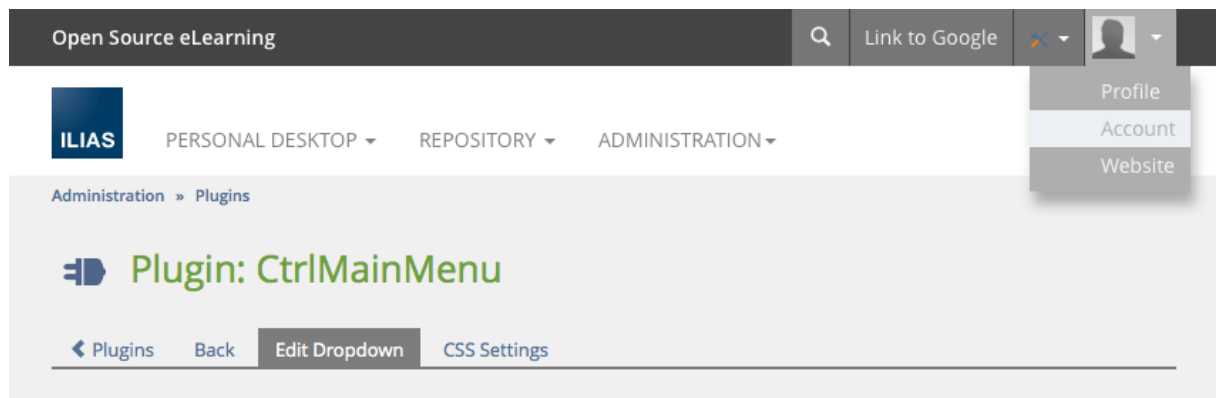 Open Source eLearning Link to Google
Profile
ILIAS PERSONAL DESKTOP REPOSITORY ADMINISTRATION Account
Website
Administration » Plugins
Plugin: CtrlMainMenu
Plugins Back Edit Dropdown CSS Settings